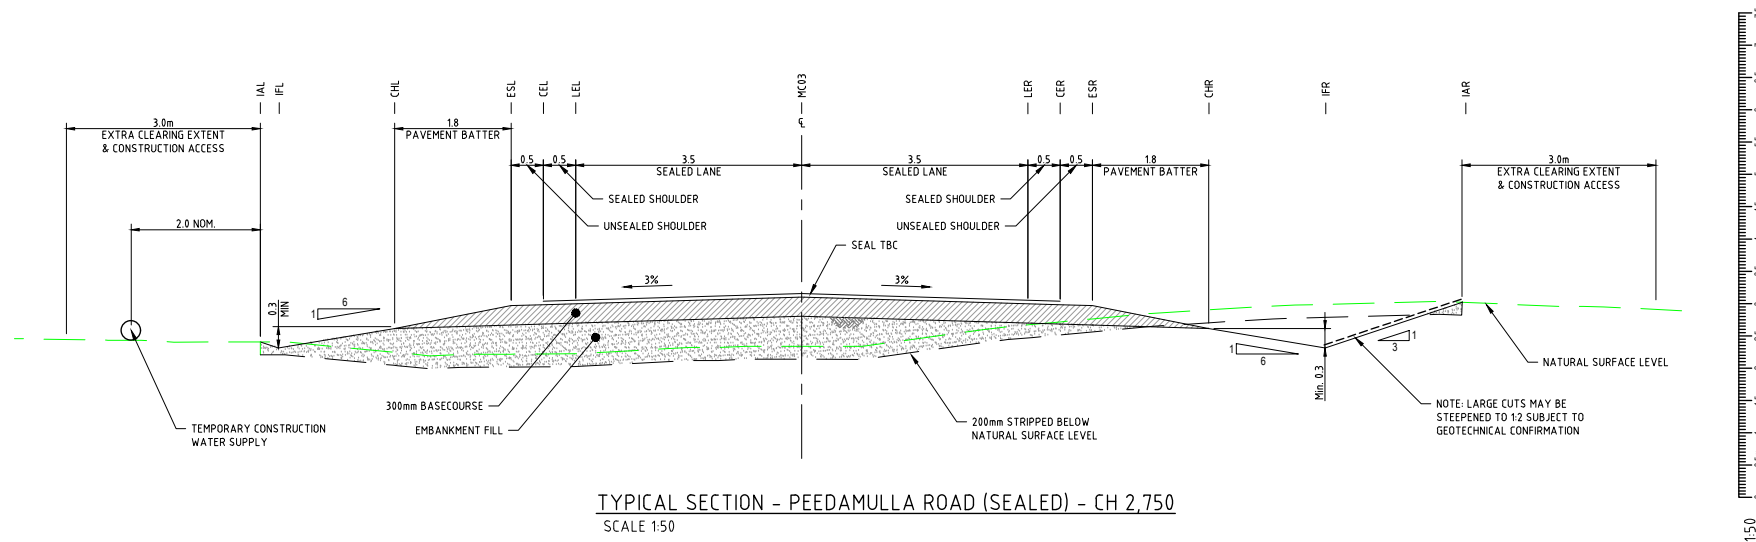 IAL
IFL
CHL
ESL
CEL
LEL
MC03
LER
CER
ESR
CHR
IFR
IAR
℄
3.0m
EXTRA CLEARING EXTENT
& CONSTRUCTION ACCESS
1.8
PAVEMENT BATTER
0.5
0.5
3.5
SEALED LANE
3.5
SEALED LANE
0.5
0.5
1.8
PAVEMENT BATTER
3.0m
EXTRA CLEARING EXTENT
& CONSTRUCTION ACCESS
SEALED SHOULDER
UNSEALED SHOULDER
SEALED SHOULDER
UNSEALED SHOULDER
2.0 NOM.
SEAL TBC
3%
3%
0.3
MIN
6
1
1
6
Min. 0.3
1
3
NATURAL SURFACE LEVEL
300mm BASECOURSE
EMBANKMENT FILL
TEMPORARY CONSTRUCTION
WATER SUPPLY
200mm STRIPPED BELOW
NATURAL SURFACE LEVEL
NOTE: LARGE CUTS MAY BE
STEEPENED TO 1:2 SUBJECT TO
GEOTECHNICAL CONFIRMATION
TYPICAL SECTION - PEEDAMULLA ROAD (SEALED) - CH 2,750
SCALE 1:50
1:50